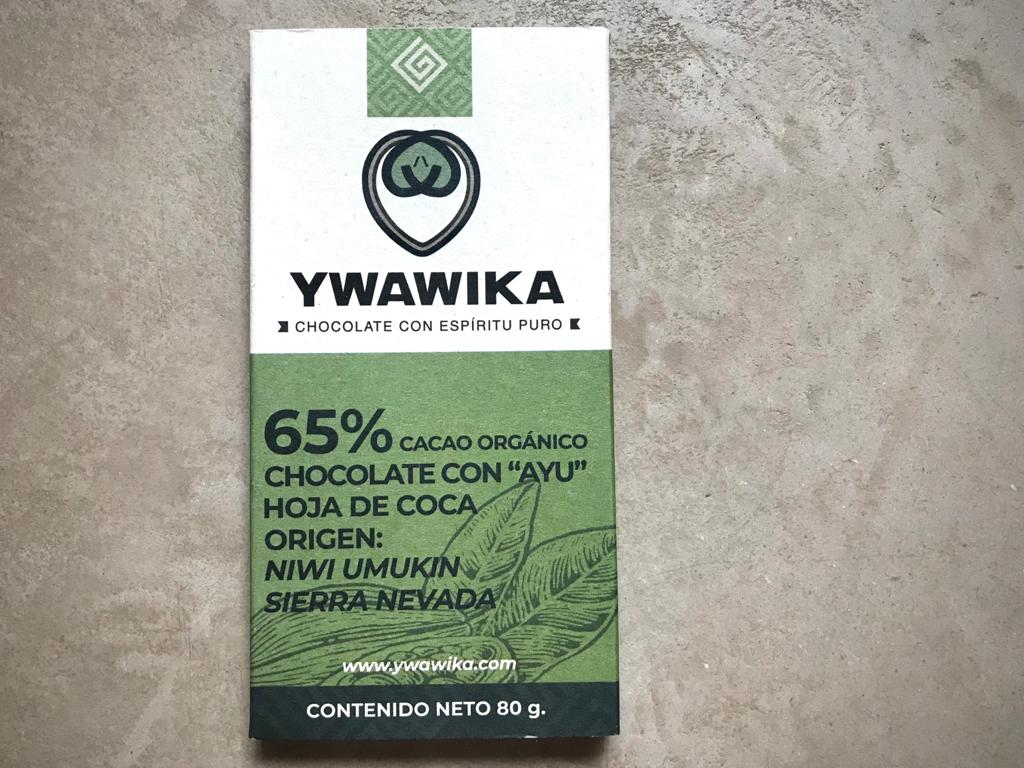 YWAWIKA
CHOCOLATE CON ESPÍRITU PURO
65% CACAO ORGÁNICO
CHOCOLATE CON “AYU”
HOJA DE COCA
ORIGEN:
NIWI UMUKIN
SIERRA NEVADA
www.ywawika.com
CONTENIDO NETO 80 g.